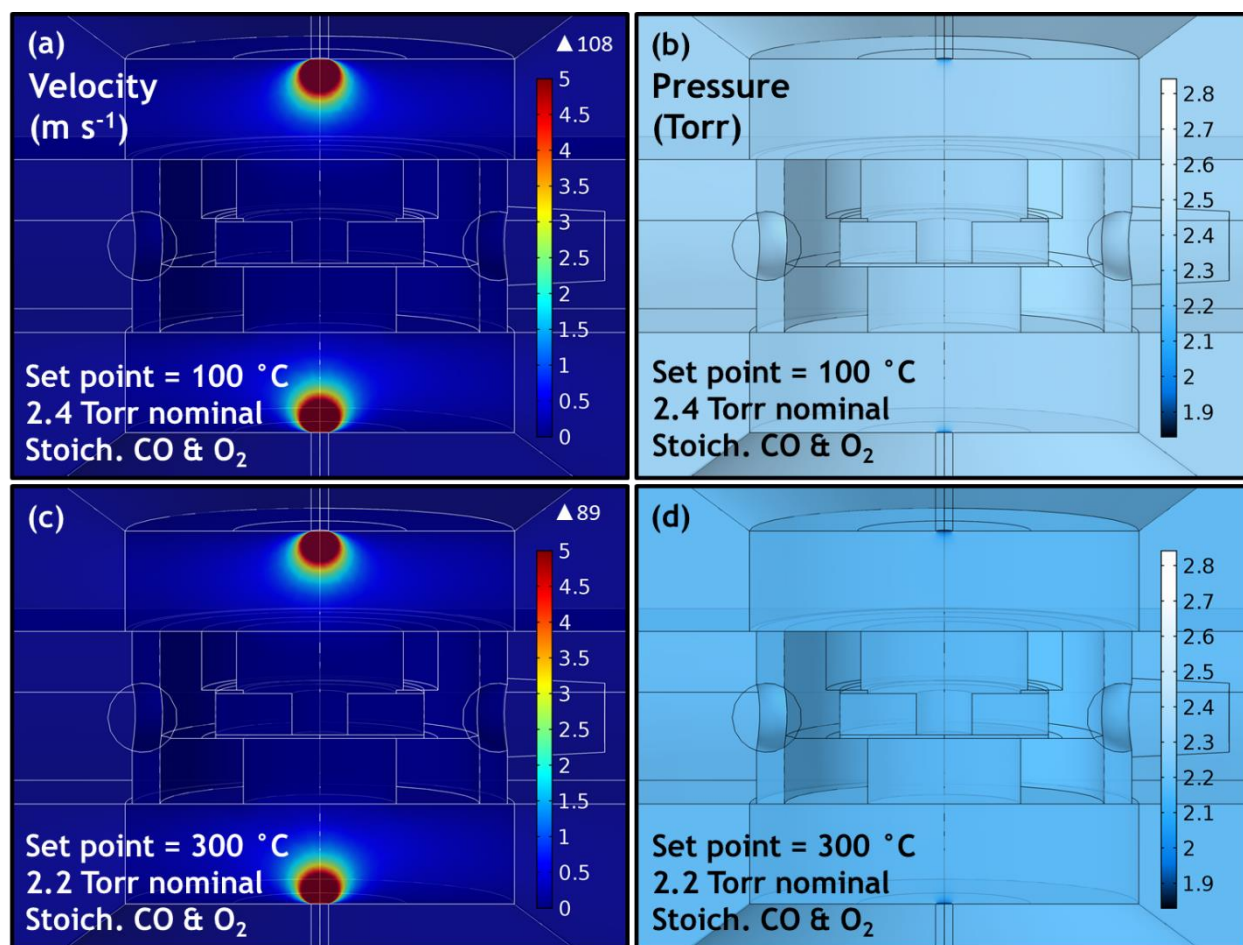 (a)
Velocity
(m s⁻¹)
▲108
5
4.5
4
3.5
3
2.5
2
1.5
1
0.5
0
Set point = 100 °C
2.4 Torr nominal
Stoich. CO & O₂
(b)
Pressure
(Torr)
2.8
2.7
2.6
2.5
2.4
2.3
2.2
2.1
2
1.9
Set point = 100 °C
2.4 Torr nominal
Stoich. CO & O₂
(c)
▲89
5
4.5
4
3.5
3
2.5
2
1.5
1
0.5
0
Set point = 300 °C
2.2 Torr nominal
Stoich. CO & O₂
(d)
2.8
2.7
2.6
2.5
2.4
2.3
2.2
2.1
2
1.9
Set point = 300 °C
2.2 Torr nominal
Stoich. CO & O₂